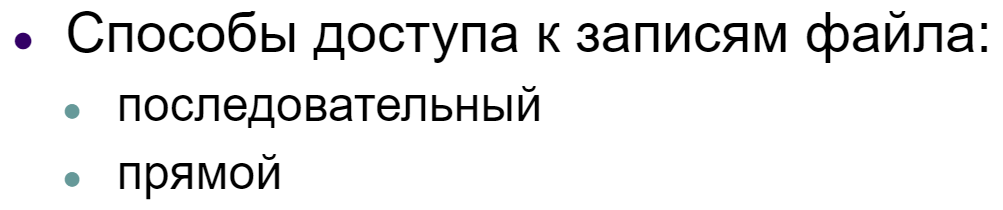 • Способы доступа к записям файла:
• последовательный
• прямой